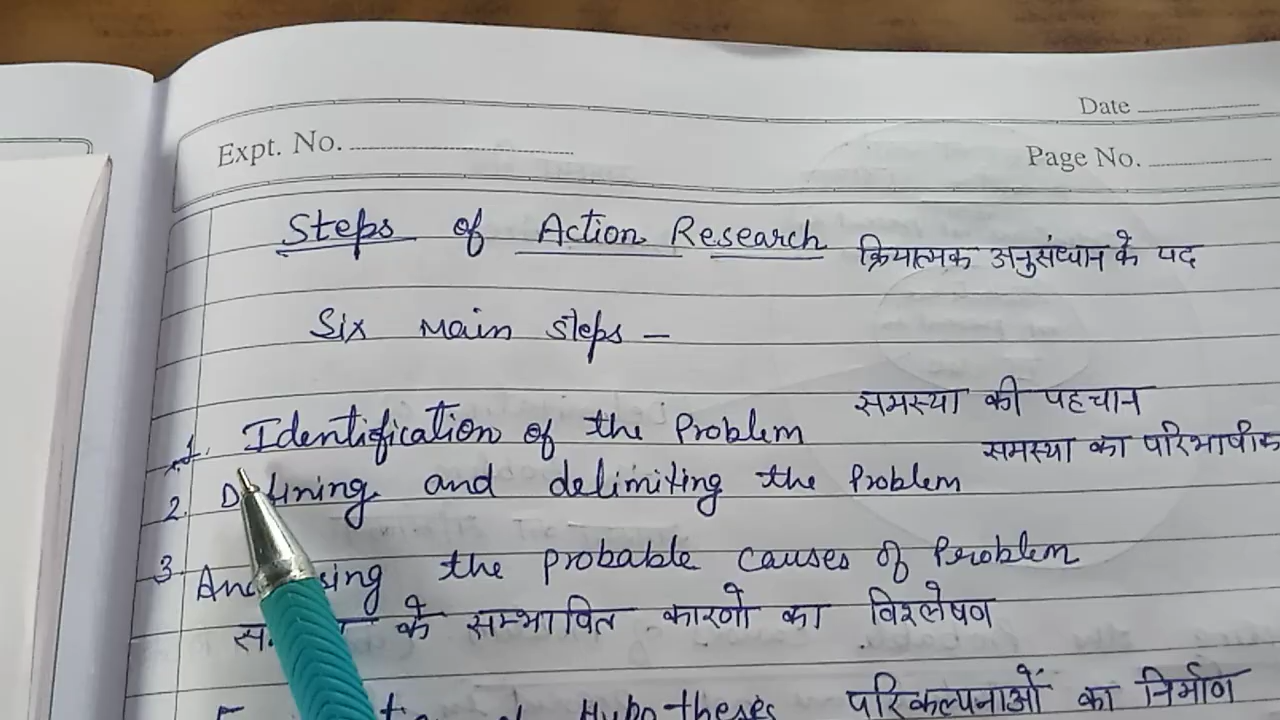 Date
Expt. No.
Page No.
Steps of Action Research क्रियात्मक अनुसंधान के पद
Six main steps –
समस्या की पहचान
1. Identification of the Problem
समस्या का परिभाषीक
2. Defining and delimiting the Problem
3. Analysing the probable causes of Problem
के सम्भावित कारणो का विश्लेषण
Hypotheses परिकल्पनाओं का निर्माण